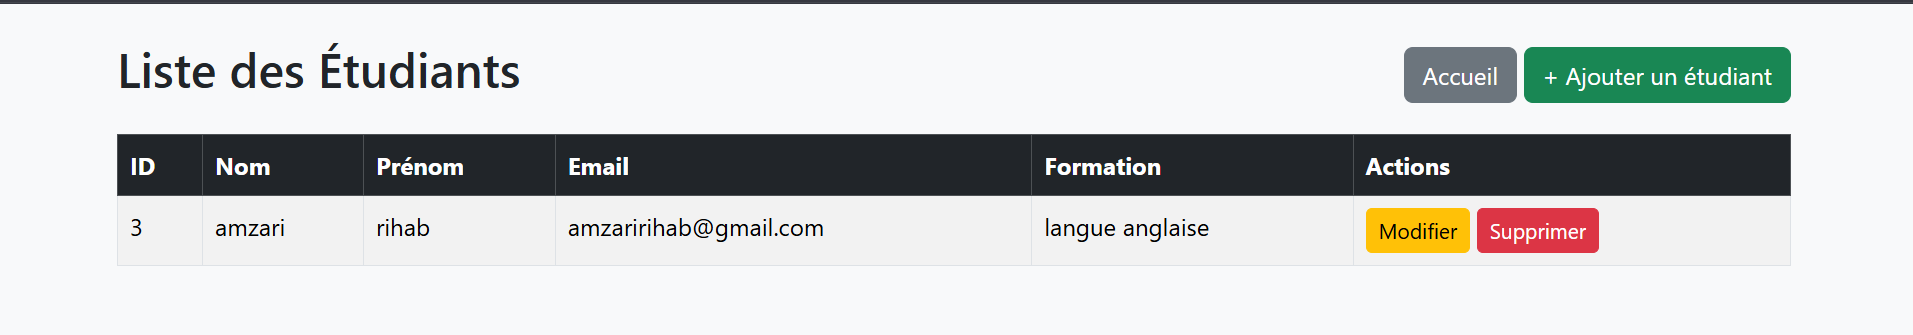 Liste des Étudiants
Accueil + Ajouter un étudiant
ID Nom Prénom Email Formation Actions
3 amzari rihab amzaririhab@gmail.com langue anglaise Modifier Supprimer